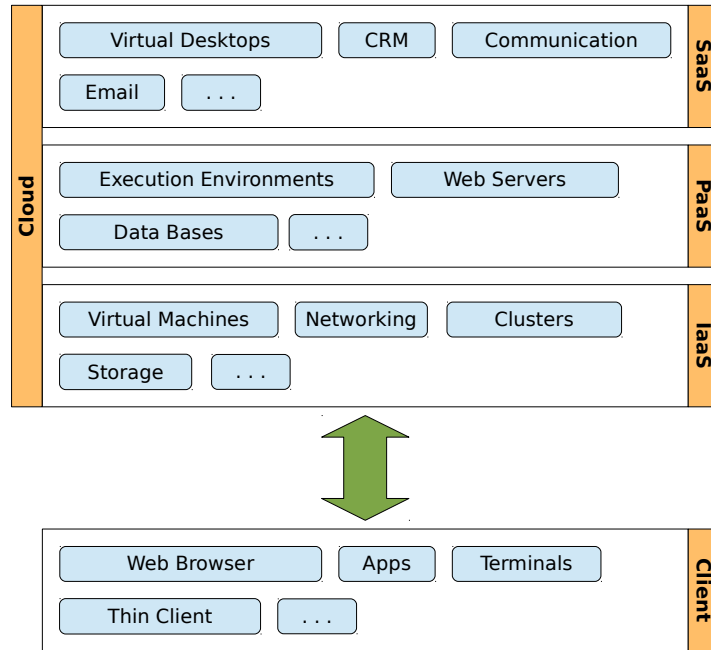 Cloud
Virtual Desktops CRM Communication
Email . . .
SaaS
Execution Environments Web Servers
Data Bases . . .
PaaS
Virtual Machines Networking Clusters
Storage . . .
IaaS
Web Browser Apps Terminals
Thin Client . . .
Client